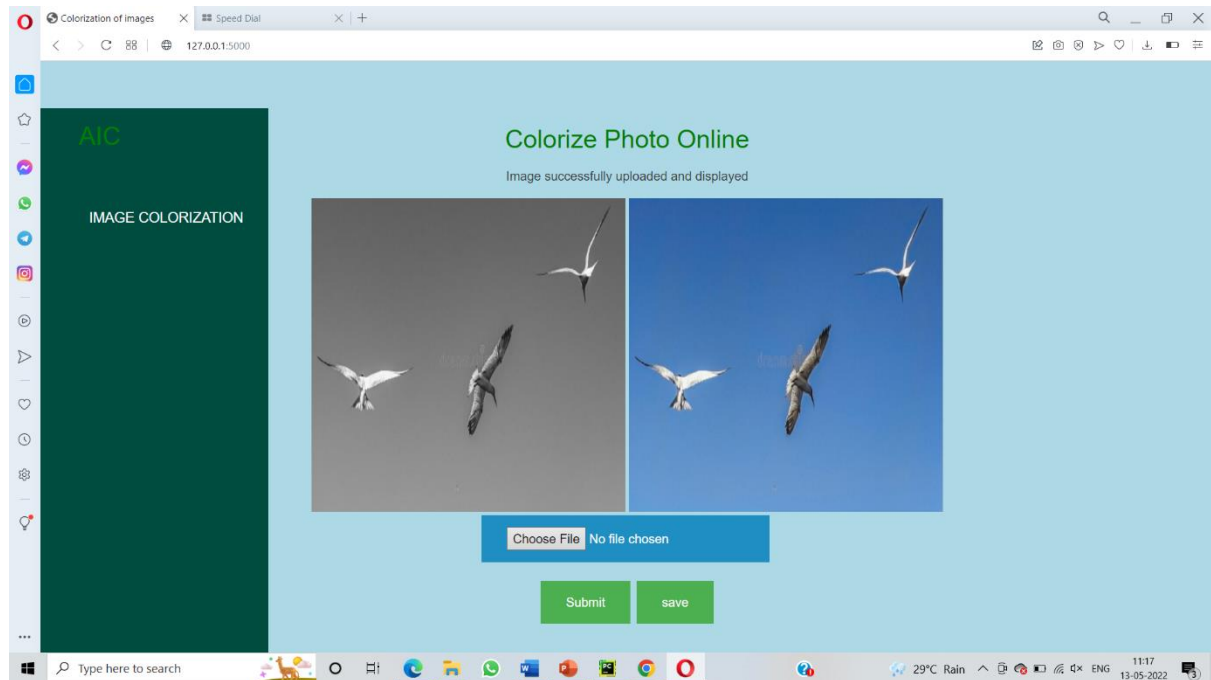 Colorization of images
Speed Dial
127.0.0.1:5000
AIC
Colorize Photo Online
Image successfully uploaded and displayed
IMAGE COLORIZATION
Choose File No file chosen
Submit save
Type here to search
29°C Rain
ENG
11:17
13-05-2022
3